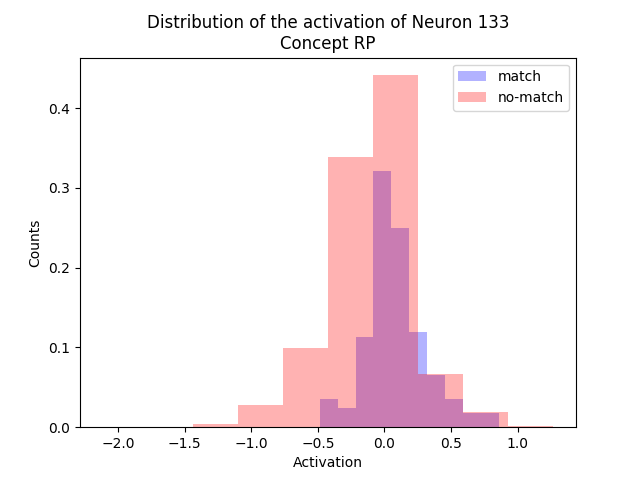 Distribution of the activation of Neuron 133
Concept RP
match
no-match
Counts
0.4
0.3
0.2
0.1
0.0
−2.0
−1.5
−1.0
−0.5
0.0
0.5
1.0
Activation